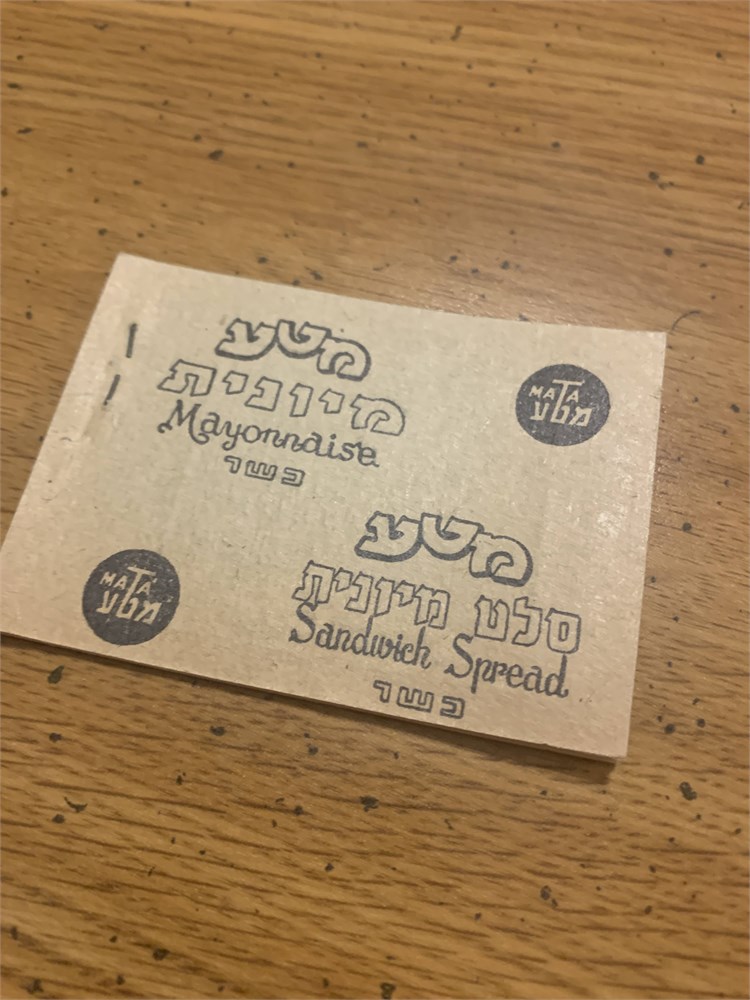 מטע
מיונית
Mayonnaise
כשר
MATA
מטע
מטע
סלט מיונית
Sandwich Spread
כשר
MATA
מטע